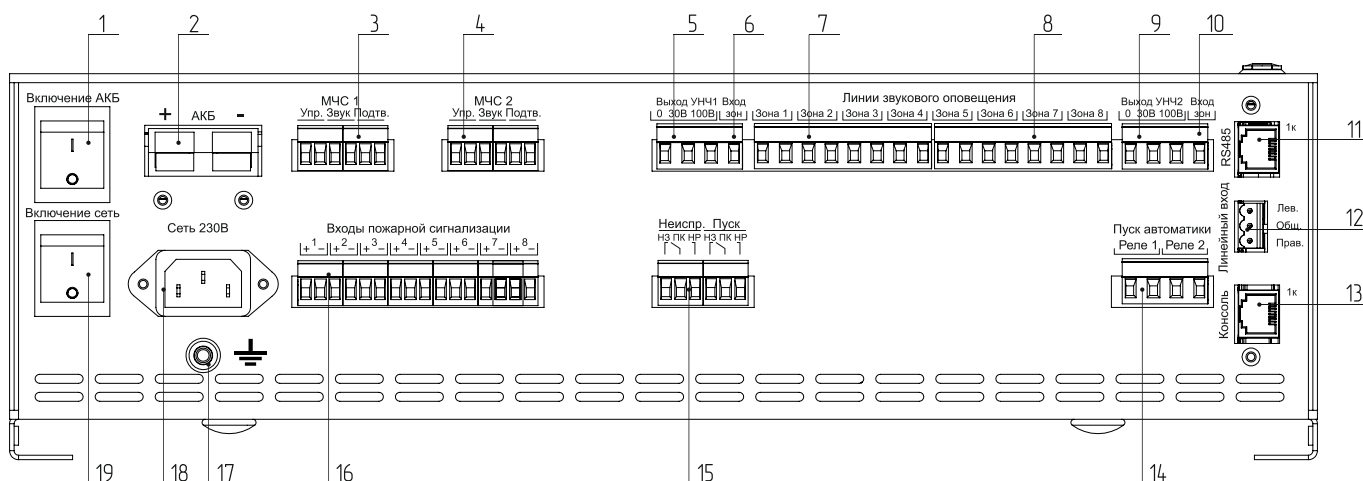 1 2 3 4 5 6 7 8 9 10
Включение АКБ
+ АКБ -
I
МЧС 1
Упр. Звук Подтв.
МЧС 2
Упр. Звук Подтв.
Выход УНЧ1 Вход
0 30В 100В зон
Линии звукового оповещения
Зона 1 Зона 2 Зона 3 Зона 4 Зона 5 Зона 6 Зона 7 Зона 8
Выход УНЧ2 Вход
0 30В 100В зон
RS485
1к
11
Включение сеть
I
Сеть 230В
Входы пожарной сигнализации
+ 1 - + 2 - + 3 - + 4 - + 5 - + 6 - + 7 - + 8 -
Неиспр. Пуск
НЗ ПК НР НЗ ПК НР
Пуск автоматики
Реле 1 Реле 2
Линейный вход
Лев.
Общ.
Прав.
12
Консоль
1к
13
19 18 17 16 15 14